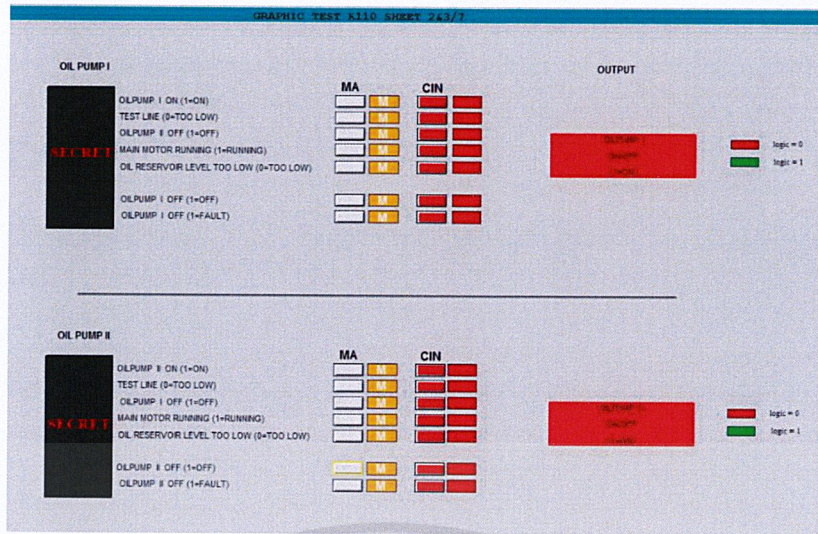 GRAPHIC TEST K110 SHEET 243/7
OIL PUMP I
OUTPUT
MA CIN
OILPUMP I ON (1=ON) M
TEST LINE (0=TOO LOW) M
OILPUMP II OFF (1=OFF) M
SECRET MAIN MOTOR RUNNING (1=RUNNING) M
OIL RESERVOIR LEVEL TOO LOW (0=TOO LOW) M
logic = 0
logic = 1
OILPUMP I OFF (1=OFF) M
OILPUMP I OFF (1=FAULT) M
OIL PUMP II
MA CIN
OILPUMP II ON (1=ON) M
TEST LINE (0=TOO LOW) M
OILPUMP I OFF (1=OFF) M
SECRET MAIN MOTOR RUNNING (1=RUNNING) M
OIL RESERVOIR LEVEL TOO LOW (0=TOO LOW) M
logic = 0
logic = 1
OILPUMP II OFF (1=OFF) M
OILPUMP II OFF (1=FAULT) M